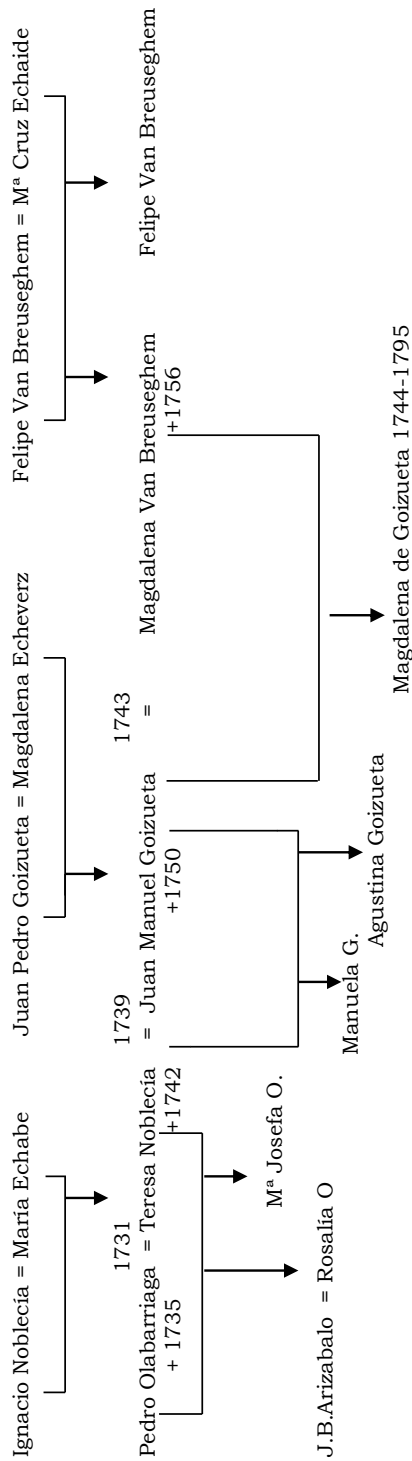 Ignacio Noblecía = María Echabe
Juan Pedro Goizueta = Magdalena Echeverz
Felipe Van Breuseghem = Mª Cruz Echaide
1731
1739
1743
Pedro Olabarriaga = Teresa Noblecía = Juan Manuel Goizueta = Magdalena Van Breuseghem Felipe Van Breuseghem
+ 1735
+1742
+1750
+1756
Mª Josefa O.
Manuela G.
J.B.Arizabalo = Rosalía O
Agustina Goizueta
Magdalena de Goizueta 1744-1795